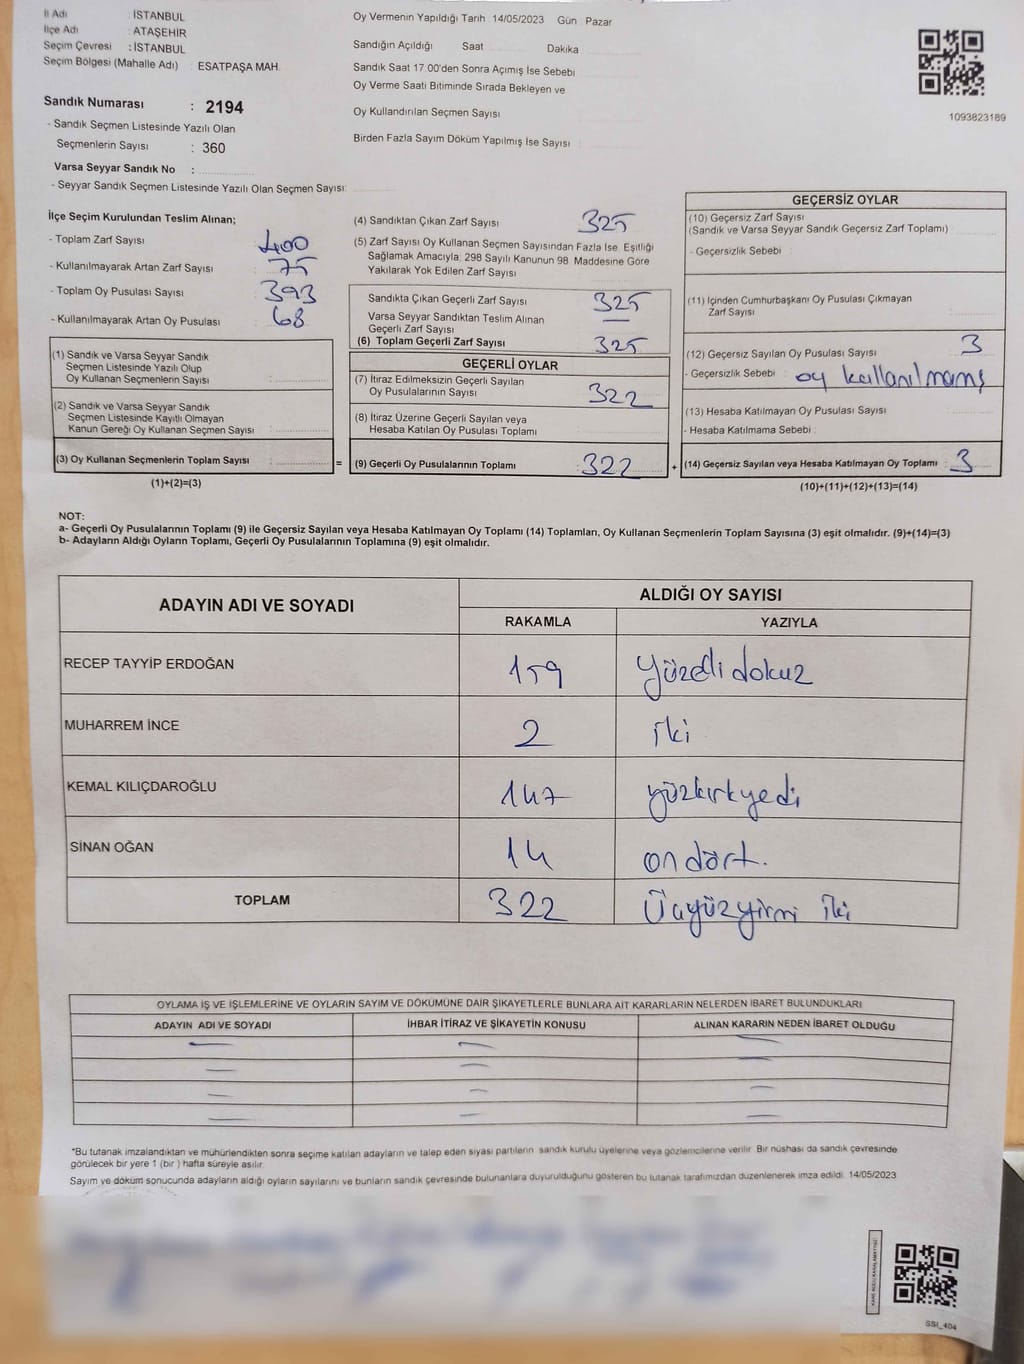 İl Adı : İSTANBUL
İlçe Adı : ATAŞEHİR
Seçim Çevresi : İSTANBUL
Seçim Bölgesi (Mahalle Adı) : ESATPAŞA MAH.
Sandık Numarası : 2194
- Sandık Seçmen Listesinde Yazılı Olan
Seçmenlerin Sayısı : 360
Varsa Seyyar Sandık No :
- Seyyar Sandık Seçmen Listesinde Yazılı Olan Seçmen Sayısı:
Oy Vermenin Yapıldığı Tarih 14/05/2023 Gün Pazar
Sandığın Açıldığı Saat Dakika
Sandık Saat 17:00'den Sonra Açımış İse Sebebi
Oy Verme Saati Bitiminde Sırada Bekleyen ve
Oy Kullandırılan Seçmen Sayısı
Birden Fazla Sayım Döküm Yapılmış İse Sayısı
1093823189
İlçe Seçim Kurulundan Teslim Alınan;
- Toplam Zarf Sayısı : 400
- Kullanılmayarak Artan Zarf Sayısı : 75
- Toplam Oy Pusulası Sayısı : 393
- Kullanılmayarak Artan Oy Pusulası : 68
(1) Sandık ve Varsa Seyyar Sandık
Seçmen Listesinde Yazılı Olup
Oy Kullanan Seçmenlerin Sayısı :
(2) Sandık ve Varsa Seyyar Sandık
Seçmen Listesinde Kayıtlı Olmayan
Kanun Gereği Oy Kullanan Seçmen Sayısı :
(3) Oy Kullanan Seçmenlerin Toplam Sayısı :
(1)+(2)=(3)
(4) Sandıktan Çıkan Zarf Sayısı 325
(5) Zarf Sayısı Oy Kullanan Seçmen Sayısından Fazla İse, Eşitliği
Sağlamak Amacıyla; 298 Sayılı Kanunun 98. Maddesine Göre
Yakılarak Yok Edilen Zarf Sayısı
Sandıkta Çıkan Geçerli Zarf Sayısı 325
Varsa Seyyar Sandıktan Teslim Alınan
Geçerli Zarf Sayısı —
(6) Toplam Geçerli Zarf Sayısı 325
GEÇERLİ OYLAR
(7) İtiraz Edilmeksizin Geçerli Sayılan
Oy Pusulalarının Sayısı 322
(8) İtiraz Üzerine Geçerli Sayılan veya
Hesaba Katılan Oy Pusulası Toplamı
= (9) Geçerli Oy Pusulalarının Toplamı : 322
GEÇERSİZ OYLAR
(10) Geçersiz Zarf Sayısı
(Sandık ve Varsa Seyyar Sandık Geçersiz Zarf Toplamı)
- Geçersizlik Sebebi :
(11) İçinden Cumhurbaşkanı Oy Pusulası Çıkmayan
Zarf Sayısı
(12) Geçersiz Sayılan Oy Pusulası Sayısı 3
- Geçersizlik Sebebi : oy kullanılmamış
(13) Hesaba Katılmayan Oy Pusulası Sayısı
- Hesaba Katılmama Sebebi :
+ (14) Geçersiz Sayılan veya Hesaba Katılmayan Oy Toplamı : 3
(10)+(11)+(12)+(13)=(14)
NOT:
a- Geçerli Oy Pusulalarının Toplamı (9) ile Geçersiz Sayılan veya Hesaba Katılmayan Oy Toplamı (14) Toplamları, Oy Kullanan Seçmenlerin Toplam Sayısına (3) eşit olmalıdır. (9)+(14)=(3)
b- Adayların Aldığı Oyların Toplamı, Geçerli Oy Pusulalarının Toplamına (9) eşit olmalıdır.
ADAYIN ADI VE SOYADI ALDIĞI OY SAYISI
RAKAMLA YAZIYLA
RECEP TAYYİP ERDOĞAN 159 yüzelli dokuz
MUHARREM İNCE 2 iki
KEMAL KILIÇDAROĞLU 147 yüzkırkyedi
SİNAN OĞAN 14 on dört.
TOPLAM 322 Üçyüzyirmi iki
OYLAMA İŞ VE İŞLEMLERİNE VE OYLARIN SAYIM VE DÖKÜMÜNE DAİR ŞİKAYETLERLE BUNLARA AİT KARARLARIN NELERDEN İBARET BULUNDUKLARI
ADAYIN ADI VE SOYADI İHBAR İTİRAZ VE ŞİKAYETİN KONUSU ALINAN KARARIN NEDEN İBARET OLDUĞU
*Bu tutanak imzalandıktan ve mühürlendikten sonra seçime katılan adayların ve talep eden siyasi partilerin sandık kurulu üyelerine veya gözlemcilerine verilir. Bir nüshası da sandık çevresinde
görülecek bir yere 1 (bir ) hafta süreyle asılır.
Sayım ve döküm sonucunda adayların aldığı oyların sayılarını ve bunların sandık çevresinde bulunanlara duyurulduğunu gösteren bu tutanak tarafımızdan düzenlenerek imza edildi. 14/05/2023
SSI_404